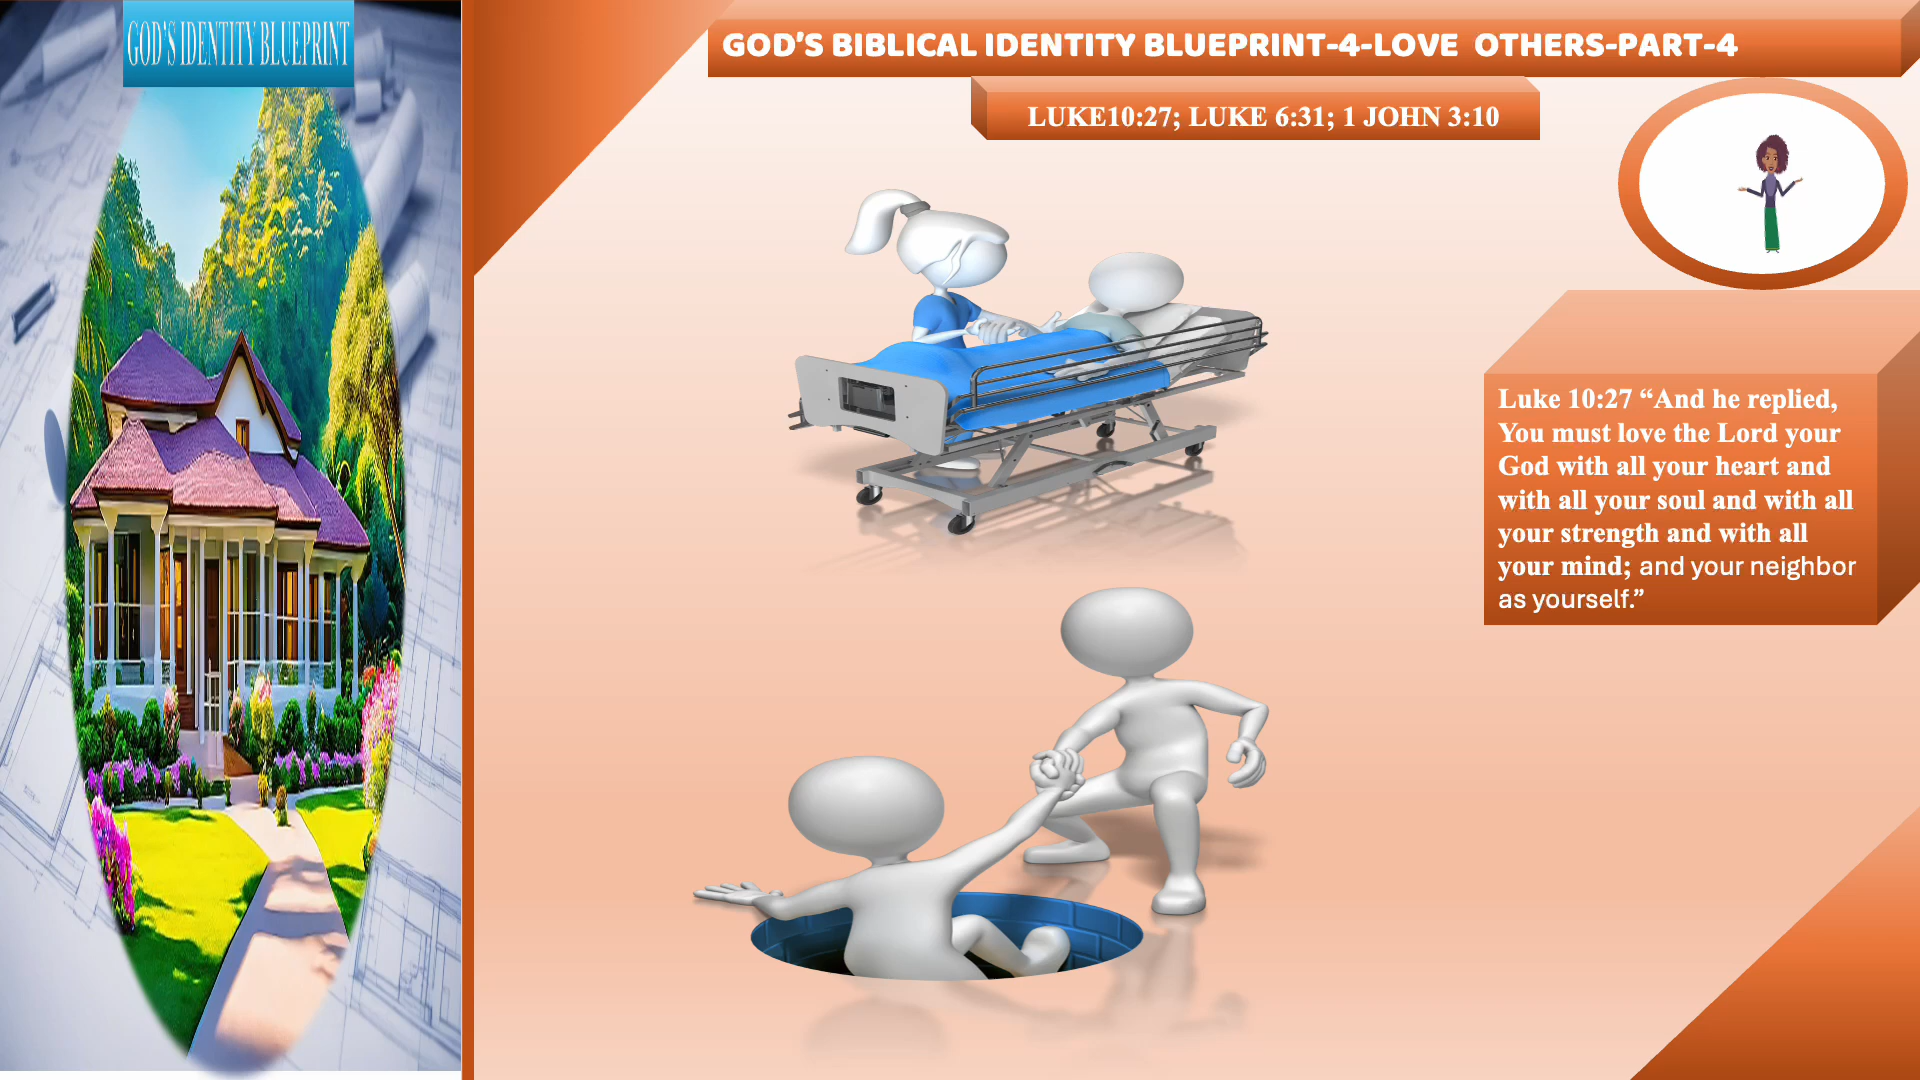 GOD'S IDENTITY BLUEPRINT
GOD’S BIBLICAL IDENTITY BLUEPRINT-4-LOVE OTHERS-PART-4
LUKE10:27; LUKE 6:31; 1 JOHN 3:10
Luke 10:27 “And he replied,
You must love the Lord your
God with all your heart and
with all your soul and with all
your strength and with all
your mind; and your neighbor
as yourself.”